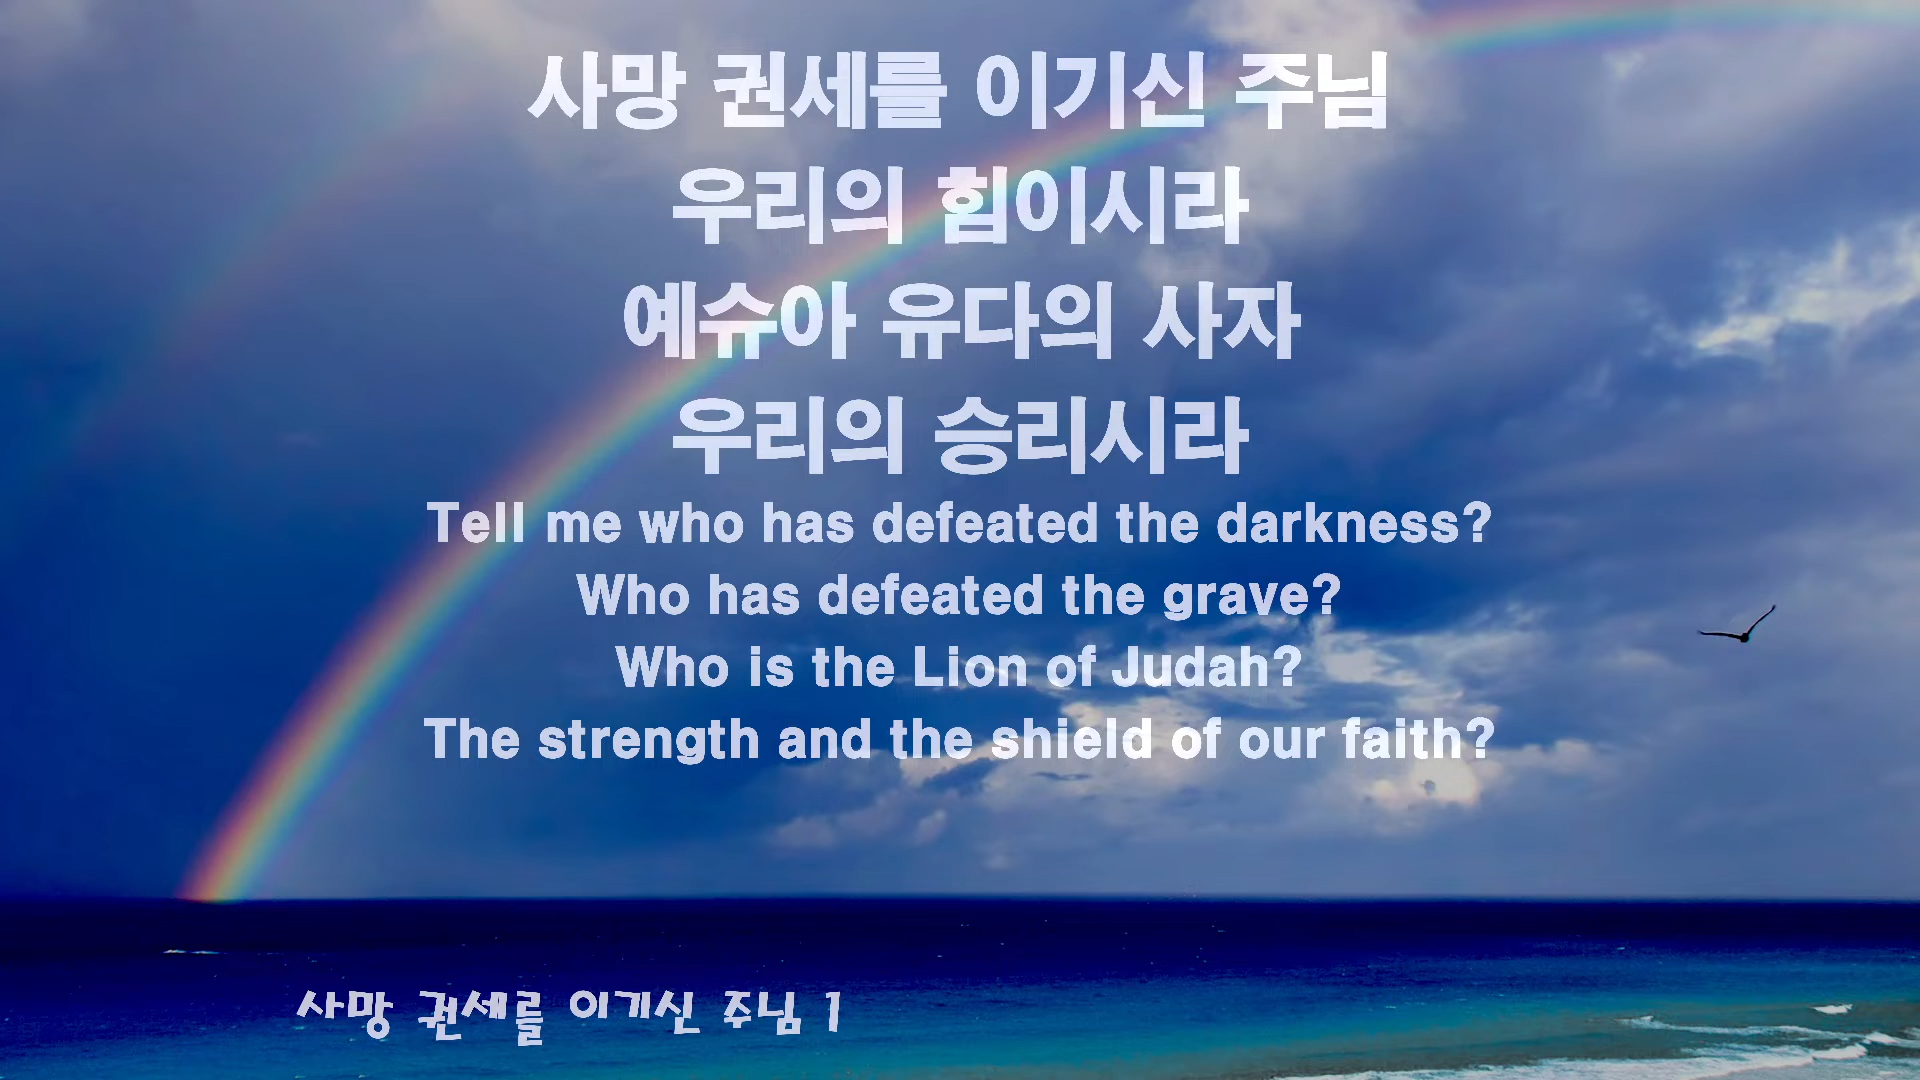 사망 권세를 이기신 주님
우리의 힘이시라
예슈아 유다의 사자
우리의 승리시라
Tell me who has defeated the darkness?
Who has defeated the grave?
Who is the Lion of Judah?
The strength and the shield of our faith?
사망 권세를 이기신 주님 1